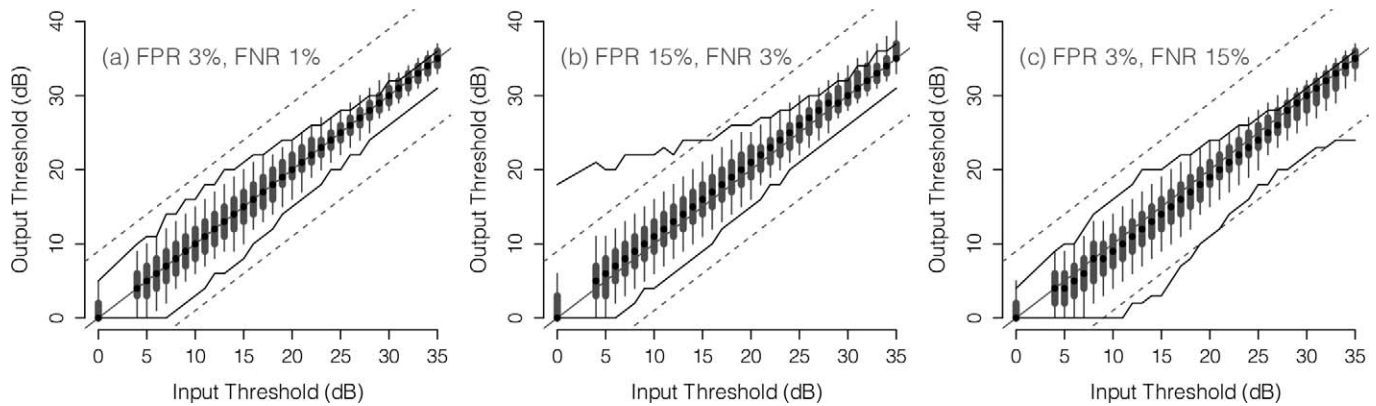 (a) FPR 3%, FNR 1%
Output Threshold (dB)
0 10 20 30 40
0 5 10 15 20 25 30 35
Input Threshold (dB)
(b) FPR 15%, FNR 3%
Output Threshold (dB)
0 10 20 30 40
0 5 10 15 20 25 30 35
Input Threshold (dB)
(c) FPR 3%, FNR 15%
Output Threshold (dB)
0 10 20 30 40
0 5 10 15 20 25 30 35
Input Threshold (dB)